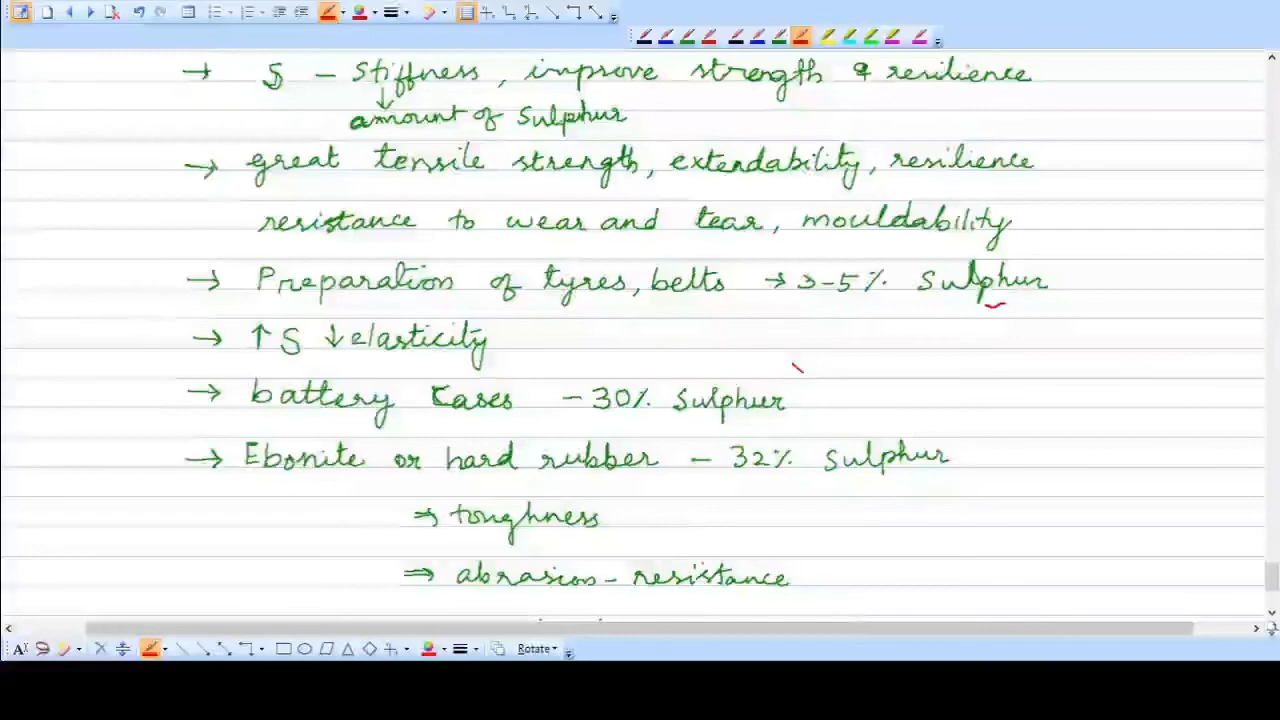 → S - Stiffness, improve strength & resilience
↓
amount of Sulphur
→ great tensile strength, extendability, resilience
resistance to wear and tear, mouldability
→ Preparation of tyres, belts → 3-5% Sulphur
→ ↑ S ↓ elasticity
→ battery cases - 30% Sulphur
→ Ebonite or hard rubber - 32% Sulphur
⇒ toughness
⇒ abrasion - resistance
Rotate